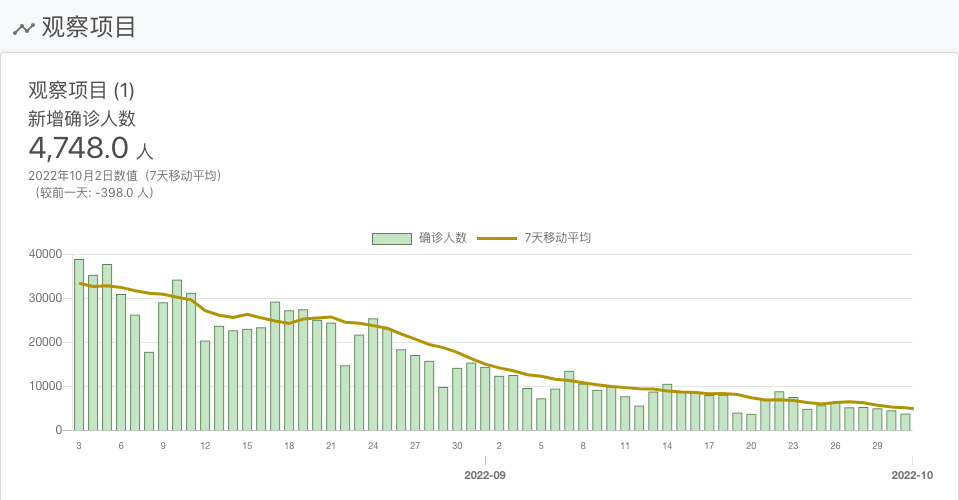 观察项目
观察项目 (1)
新增确诊人数
4,748.0 人
2022年10月2日数值（7天移动平均）
（较前一天: -398.0 人）
确诊人数 7天移动平均
40000
30000
20000
10000
0
3 6 9 12 15 18 21 24 27 30 2 5 8 11 14 17 20 23 26 29
2022-09 2022-10